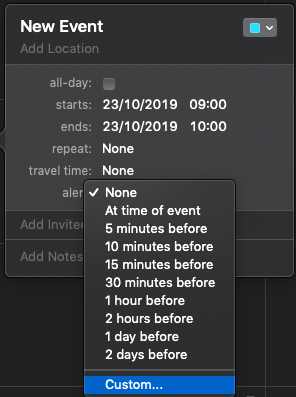 New Event
Add Location
all-day:
starts: 23/10/2019 09:00
ends: 23/10/2019 10:00
repeat: None
travel time: None
aler
None
At time of event
5 minutes before
10 minutes before
15 minutes before
30 minutes before
1 hour before
2 hours before
1 day before
2 days before
Custom...
Add Invitee
Add Notes